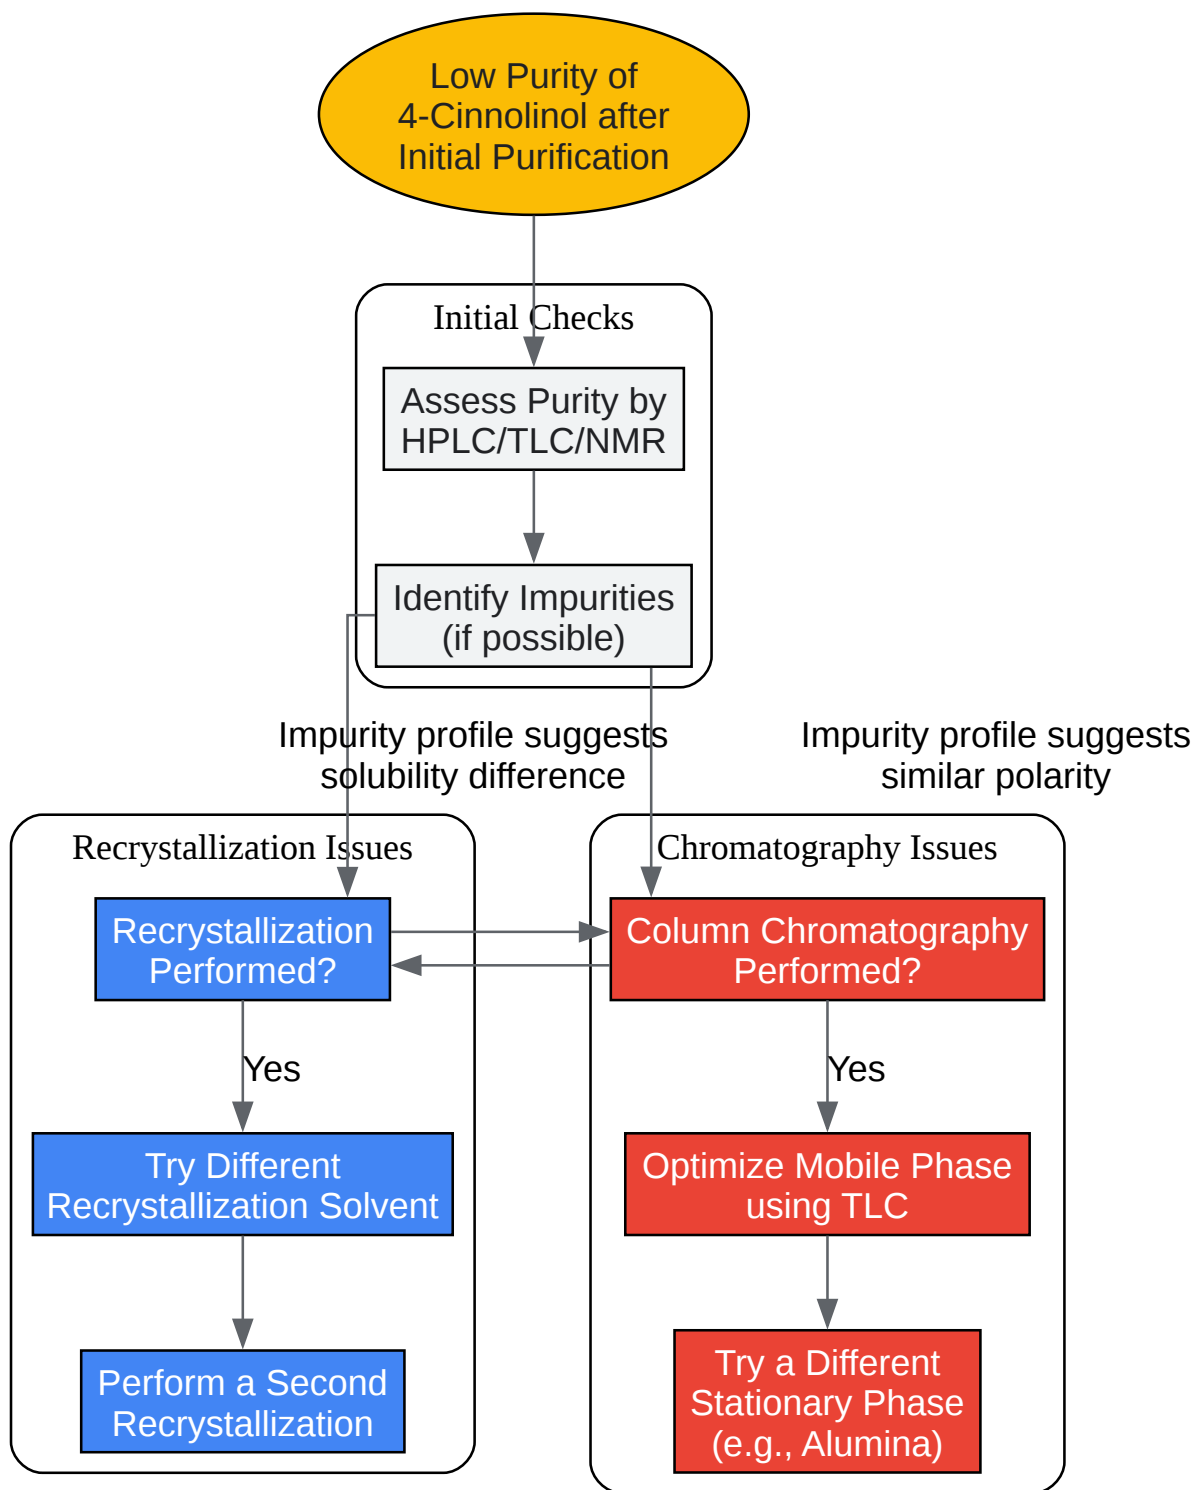 Low Purity of
4-Cinnolinol after
Initial Purification
Initial Checks
Assess Purity by
HPLC/TLC/NMR
Identify Impurities
(if possible)
Impurity profile suggests
solubility difference
Impurity profile suggests
similar polarity
Recrystallization Issues
Recrystallization
Performed?
Yes
Try Different
Recrystallization Solvent
Perform a Second
Recrystallization
Chromatography Issues
Column Chromatography
Performed?
Yes
Optimize Mobile Phase
using TLC
Try a Different
Stationary Phase
(e.g., Alumina)